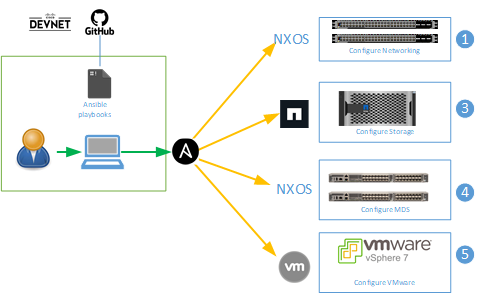 CISCO
DEVNET
GitHub
Ansible
playbooks
A
NXOS
Configure Networking
1
Configure Storage
3
NXOS
Configure MDS
4
vm
vmware
vSphere 7
Configure VMware
5